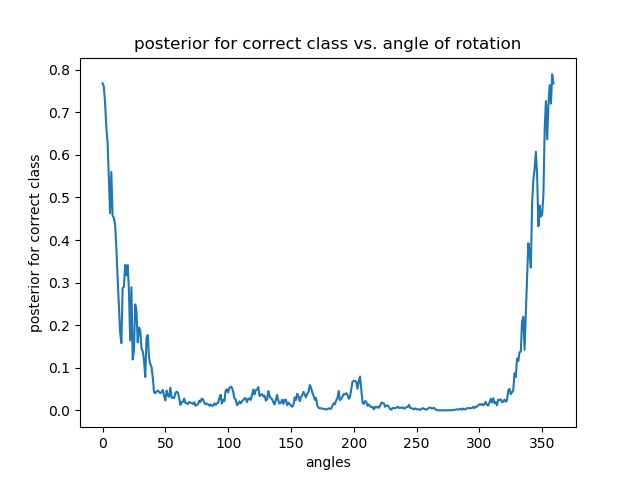 posterior for correct class vs. angle of rotation
0.8
0.7
0.6
0.5
0.4
0.3
0.2
0.1
0.0
posterior for correct class
0 50 100 150 200 250 300 350
angles